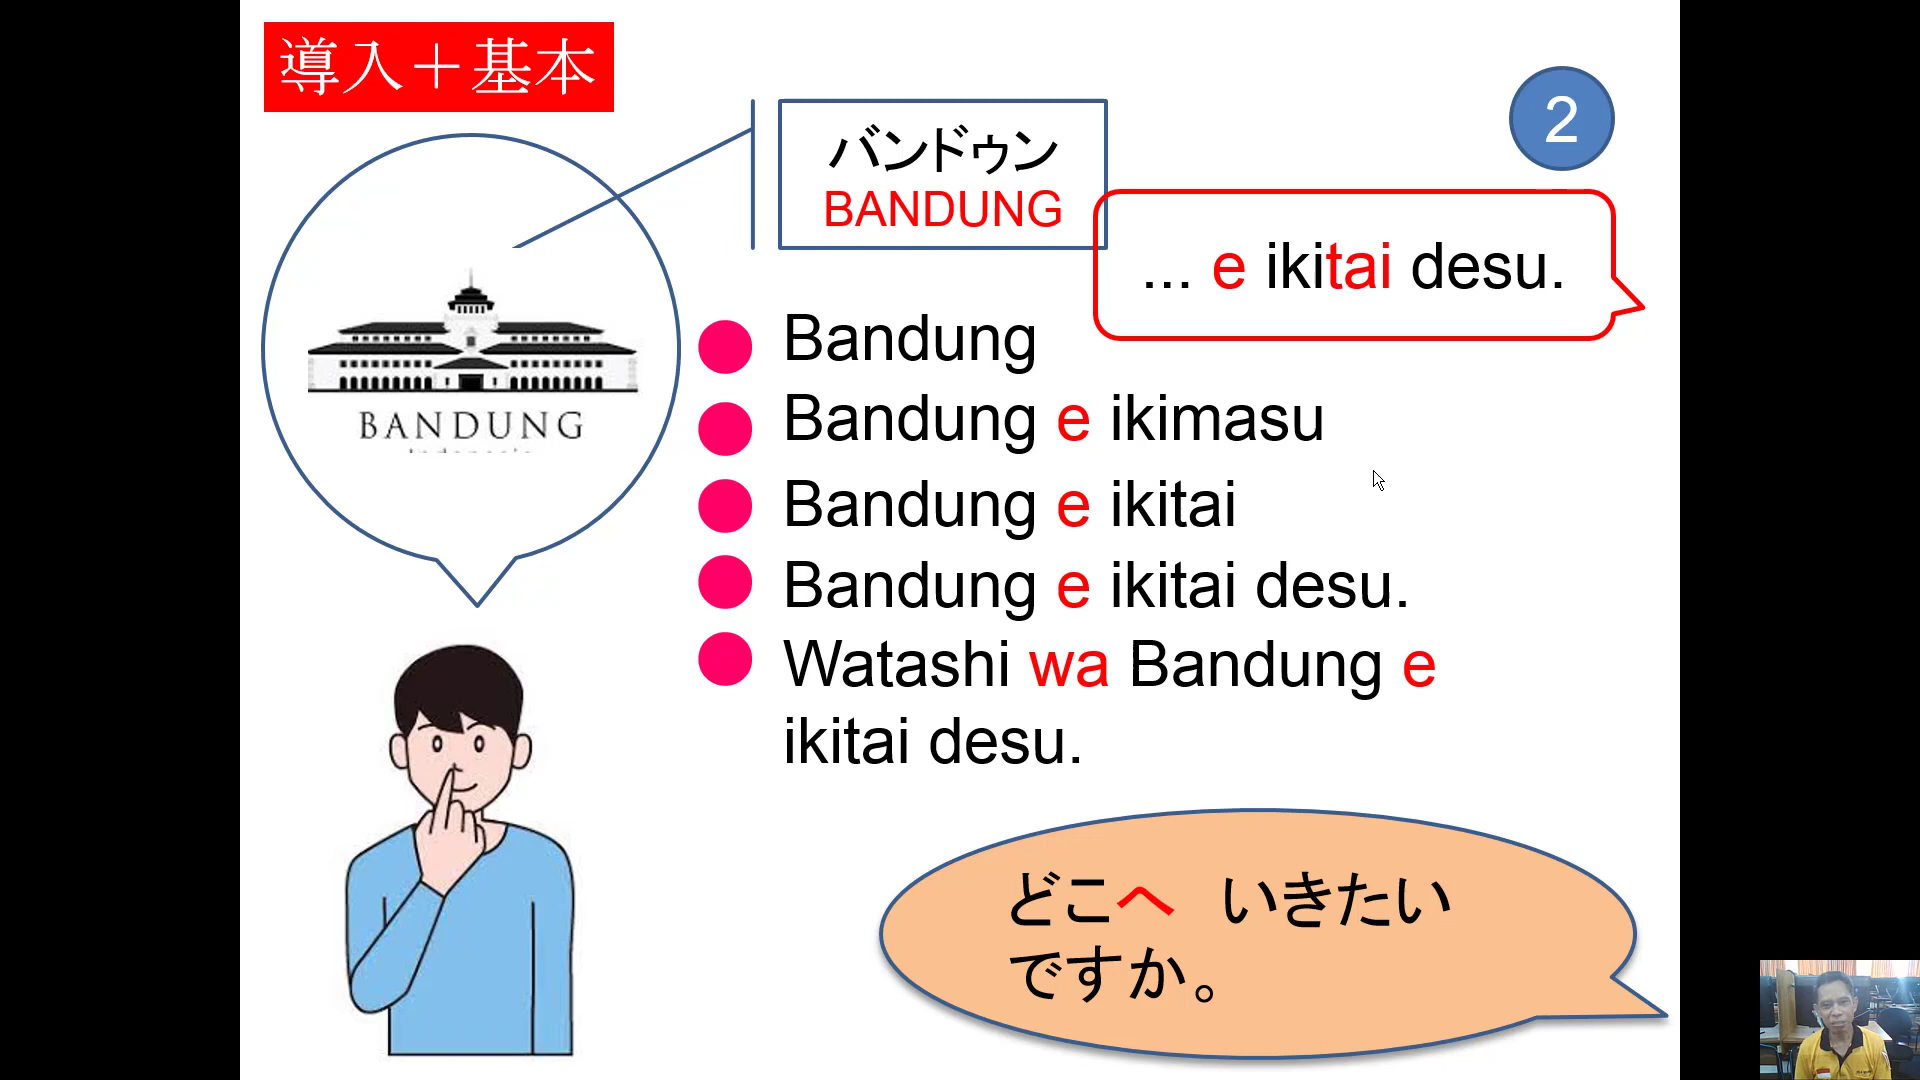 導入＋基本
2
バンドゥン
BANDUNG
... e ikitai desu.
BANDUNG
Bandung
Bandung e ikimasu
Bandung e ikitai
Bandung e ikitai desu.
Watashi wa Bandung e
ikitai desu.
どこへ　いきたい
ですか。